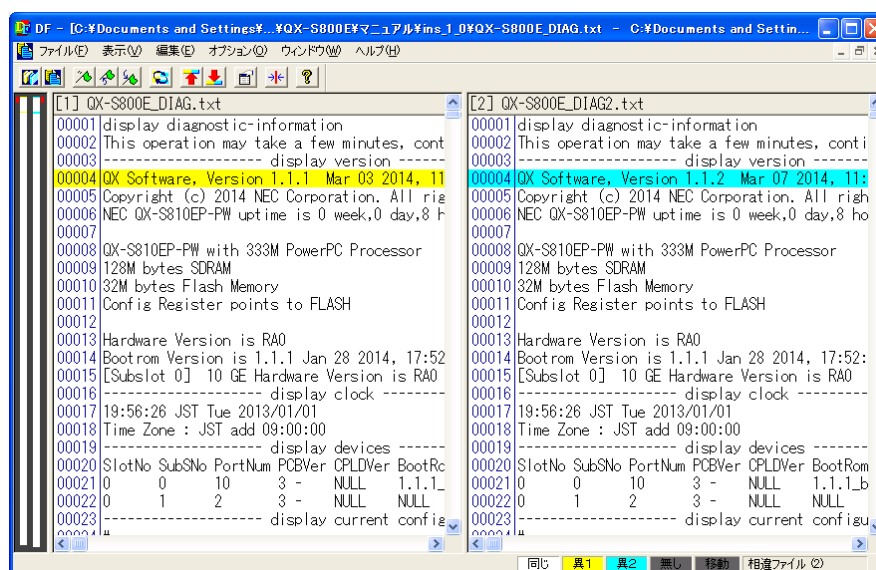 DF - [C:¥Documents and Settings¥...¥QX-S800E¥マニュアル¥ins_1_0¥QX-S800E_DIAG.txt - C:¥Documents and Settin...
ファイル(F) 表示(V) 編集(E) オプション(O) ウィンドウ(W) ヘルプ(H)
[1] QX-S800E_DIAG.txt
00001 display diagnostic-information
00002 This operation may take a few minutes, cont
00003 -------------------- display version ------
00004 QX Software, Version 1.1.1  Mar 03 2014, 11
00005 Copyright (c) 2014 NEC Corporation. All rig
00006 NEC QX-S810EP-PW uptime is 0 week,0 day,8 h
00007
00008 QX-S810EP-PW with 333M PowerPC Processor
00009 128M bytes SDRAM
00010 32M bytes Flash Memory
00011 Config Register points to FLASH
00012
00013 Hardware Version is RA0
00014 Bootrom Version is 1.1.1 Jan 28 2014, 17:52
00015 [Subslot 0]  10 GE Hardware Version is RA0
00016 -------------------- display clock --------
00017 19:56:26 JST Tue 2013/01/01
00018 Time Zone : JST add 09:00:00
00019 -------------------- display devices ------
00020 SlotNo SubSNo PortNum PCBVer CPLDVer BootRo
00021 0      0      10      3 -    NULL    1.1.1_
00022 0      1      2       3 -    NULL    NULL
00023 -------------------- display current config
00024 #
[2] QX-S800E_DIAG2.txt
00001 display diagnostic-information
00002 This operation may take a few minutes, conti
00003 -------------------- display version ------
00004 QX Software, Version 1.1.2  Mar 07 2014, 11:
00005 Copyright (c) 2014 NEC Corporation. All righ
00006 NEC QX-S810EP-PW uptime is 0 week,0 day,8 ho
00007
00008 QX-S810EP-PW with 333M PowerPC Processor
00009 128M bytes SDRAM
00010 32M bytes Flash Memory
00011 Config Register points to FLASH
00012
00013 Hardware Version is RA0
00014 Bootrom Version is 1.1.1 Jan 28 2014, 17:52:
00015 [Subslot 0]  10 GE Hardware Version is RA0
00016 -------------------- display clock --------
00017 19:56:26 JST Tue 2013/01/01
00018 Time Zone : JST add 09:00:00
00019 -------------------- display devices ------
00020 SlotNo SubSNo PortNum PCBVer CPLDVer BootRom
00021 0      0      10      3 -    NULL    1.1.1_b
00022 0      1      2       3 -    NULL    NULL
00023 -------------------- display current configu
00024 #
同じ 異1 異2 無し 移動 相違ファイル (2)